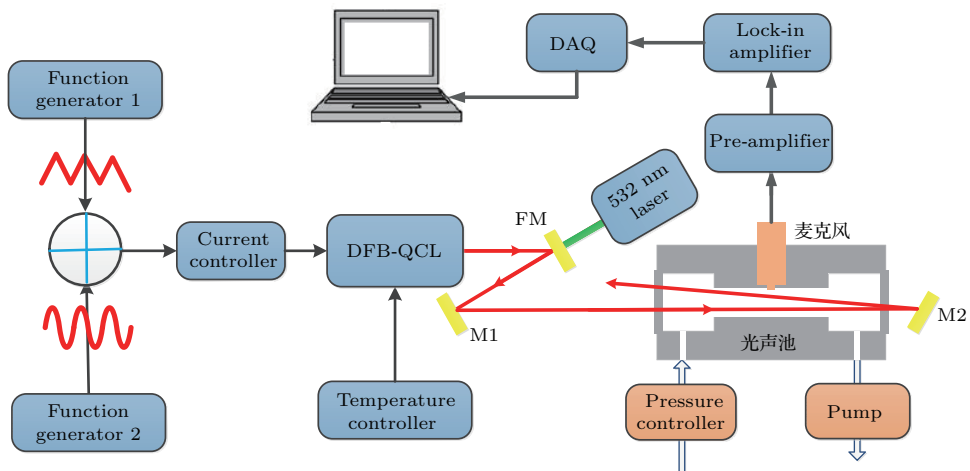 Function
generator 1
DAQ
Lock-in
amplifier
Pre-amplifier
532 nm
laser
FM
麦克风
Current
controller
DFB-QCL
M1
M2
光声池
Function
generator 2
Temperature
controller
Pressure
controller
Pump